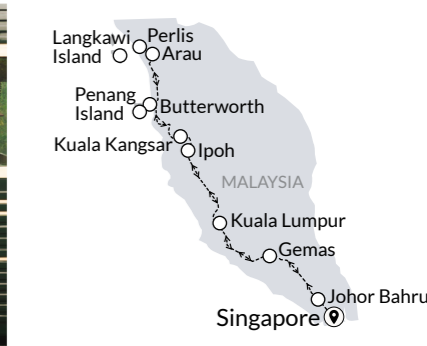 Langkawi
Island
Perlis
Arau
Penang
Island
Butterworth
Kuala Kangsar
Ipoh
MALAYSIA
Kuala Lumpur
Gemas
Johor Bahru
Singapore